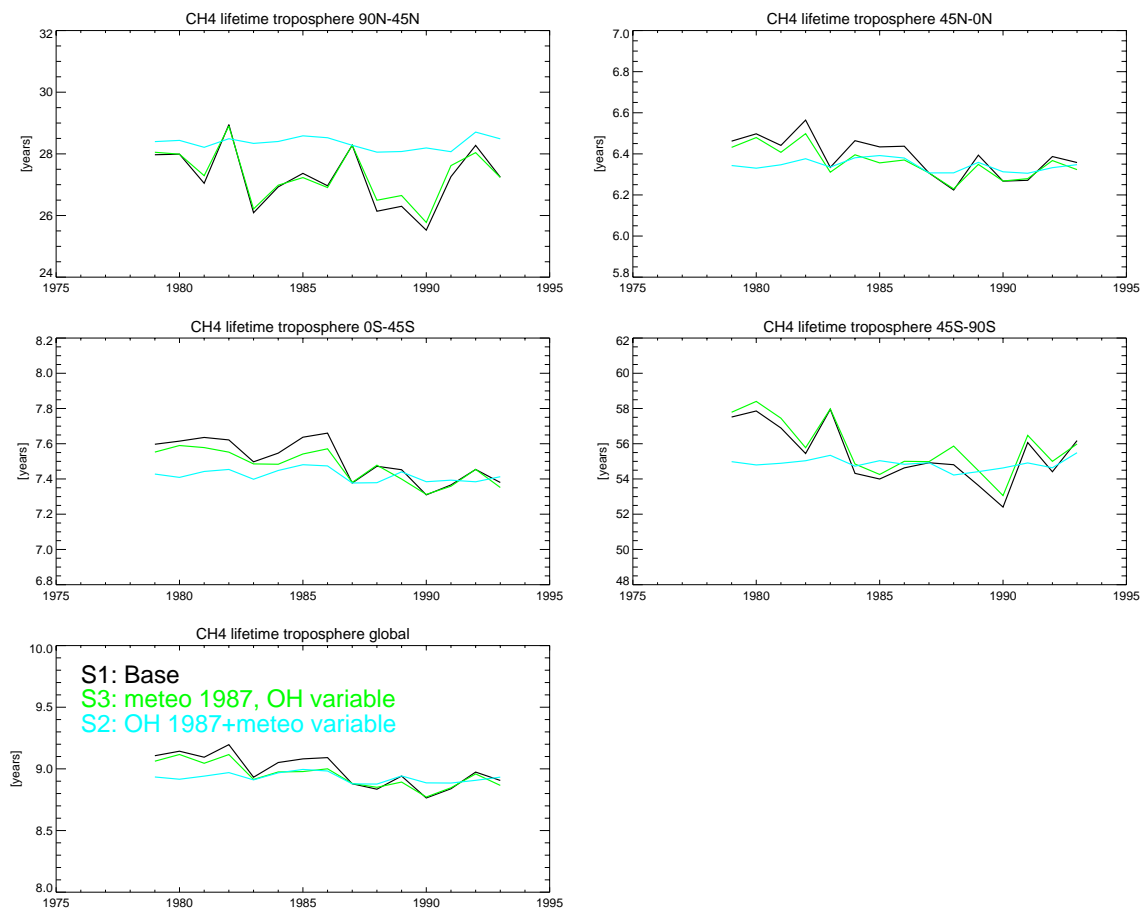 CH4 lifetime troposphere 90N-45N
32
30
28
26
24
[years]
1975 1980 1985 1990 1995
CH4 lifetime troposphere 45N-0N
7.0
6.8
6.6
6.4
6.2
6.0
5.8
[years]
1975 1980 1985 1990 1995
CH4 lifetime troposphere 0S-45S
8.2
8.0
7.8
7.6
7.4
7.2
7.0
6.8
[years]
1975 1980 1985 1990 1995
CH4 lifetime troposphere 45S-90S
62
60
58
56
54
52
50
48
[years]
1975 1980 1985 1990 1995
CH4 lifetime troposphere global
10.0
9.5
9.0
8.5
8.0
[years]
S1: Base
S3: meteo 1987, OH variable
S2: OH 1987+meteo variable
1975 1980 1985 1990 1995